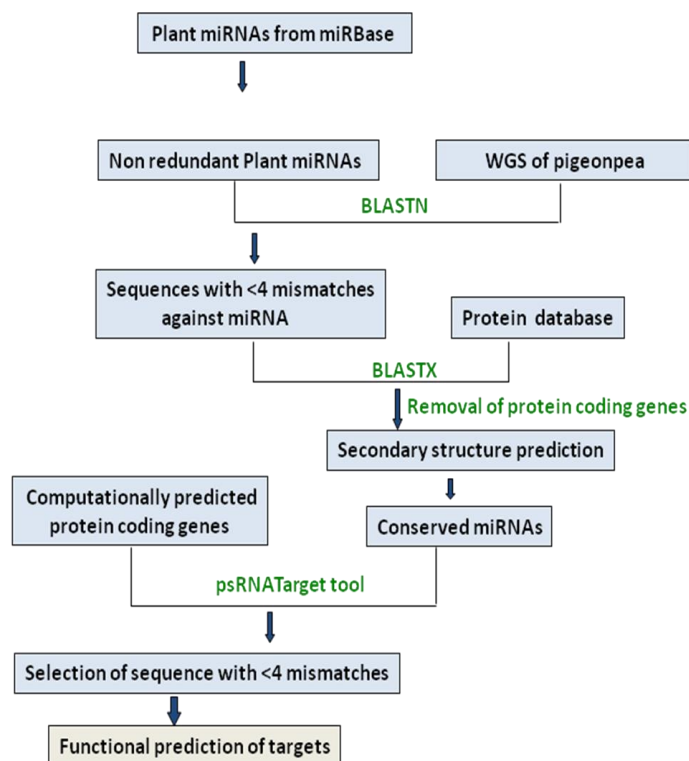 Plant miRNAs from miRBase
Non redundant Plant miRNAs
WGS of pigeonpea
BLASTN
Sequences with <4 mismatches
against miRNA
Protein database
BLASTX
Removal of protein coding genes
Secondary structure prediction
Computationally predicted
protein coding genes
Conserved miRNAs
psRNATarget tool
Selection of sequence with <4 mismatches
Functional prediction of targets